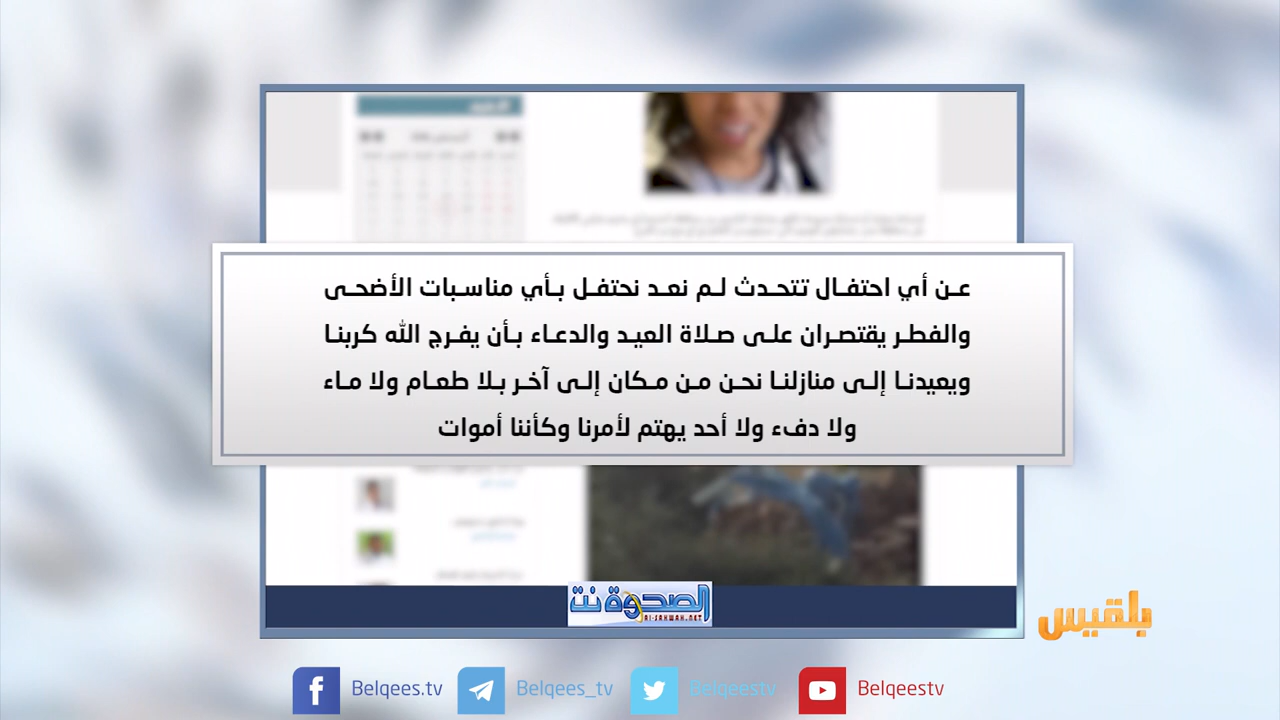 عن أي احتفال تتحدث لم نعد نحتفل بأي مناسبات الأضحى
والفطر يقتصران على صلاة العيد والدعاء بأن يفرج الله كربنا
ويعيدنا إلى منازلنا نحن من مكان إلى آخر بلا طعام ولا ماء
ولا دفء ولا أحد يهتم لأمرنا وكأننا أموات
الصحوة نت
AL-SAHWAH.NET
بلقيس
Belqees.tv
Belqees_tv
Belqeestv
Belqeestv